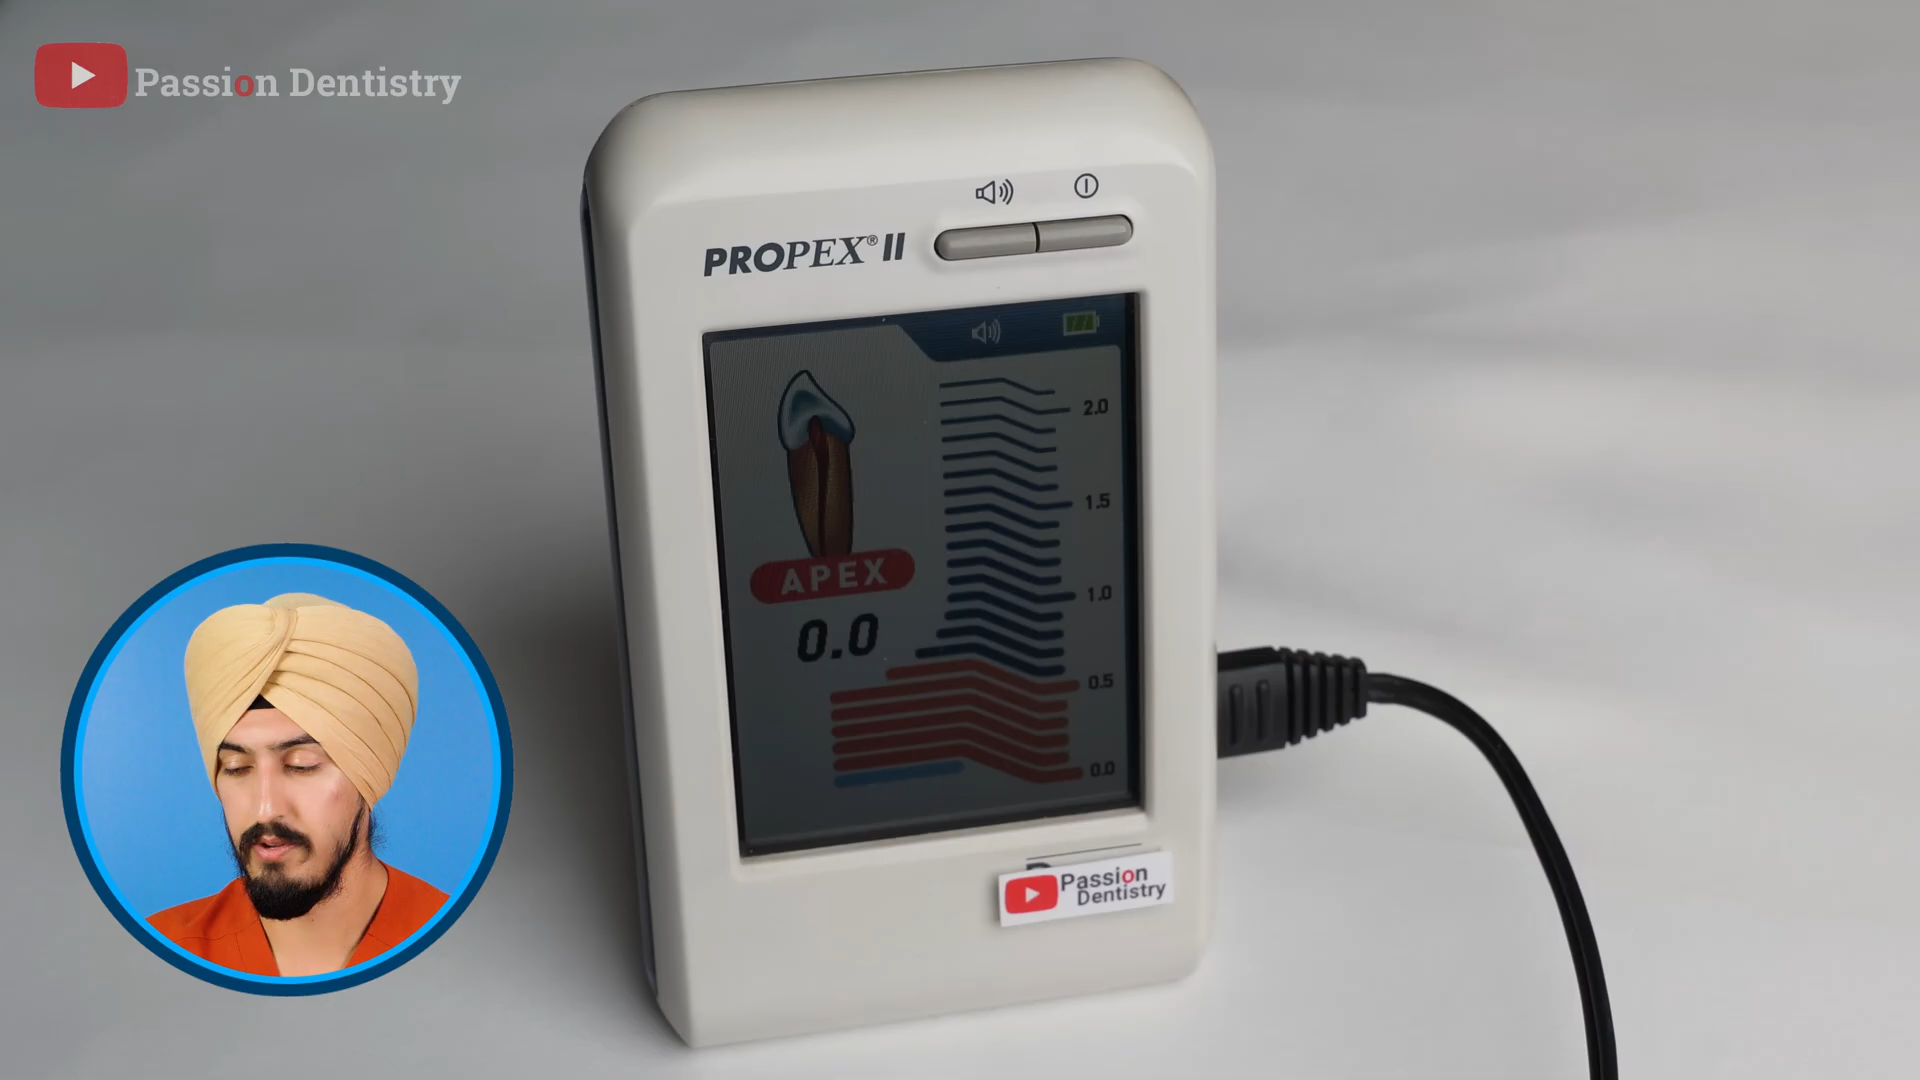 Passion Dentistry
PROPEX® II
2.0
1.5
1.0
0.5
0.0
APEX
0.0
Passion
Dentistry